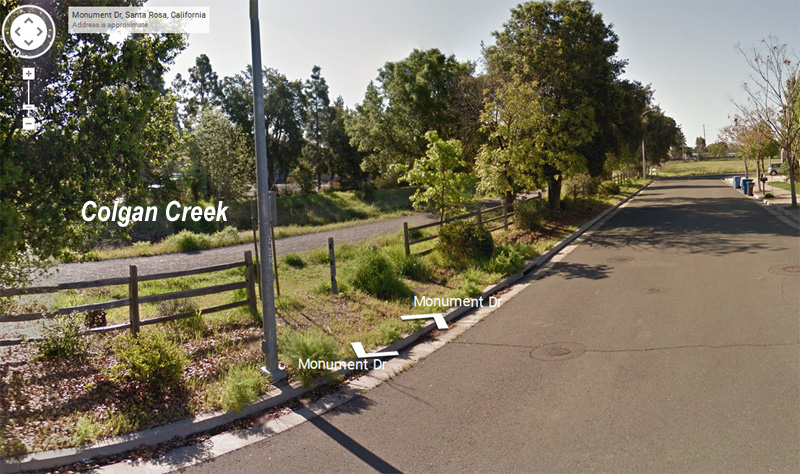 Monument Dr, Santa Rosa, California
Address is approximate
Colgan Creek
Monument Dr
Monument Dr